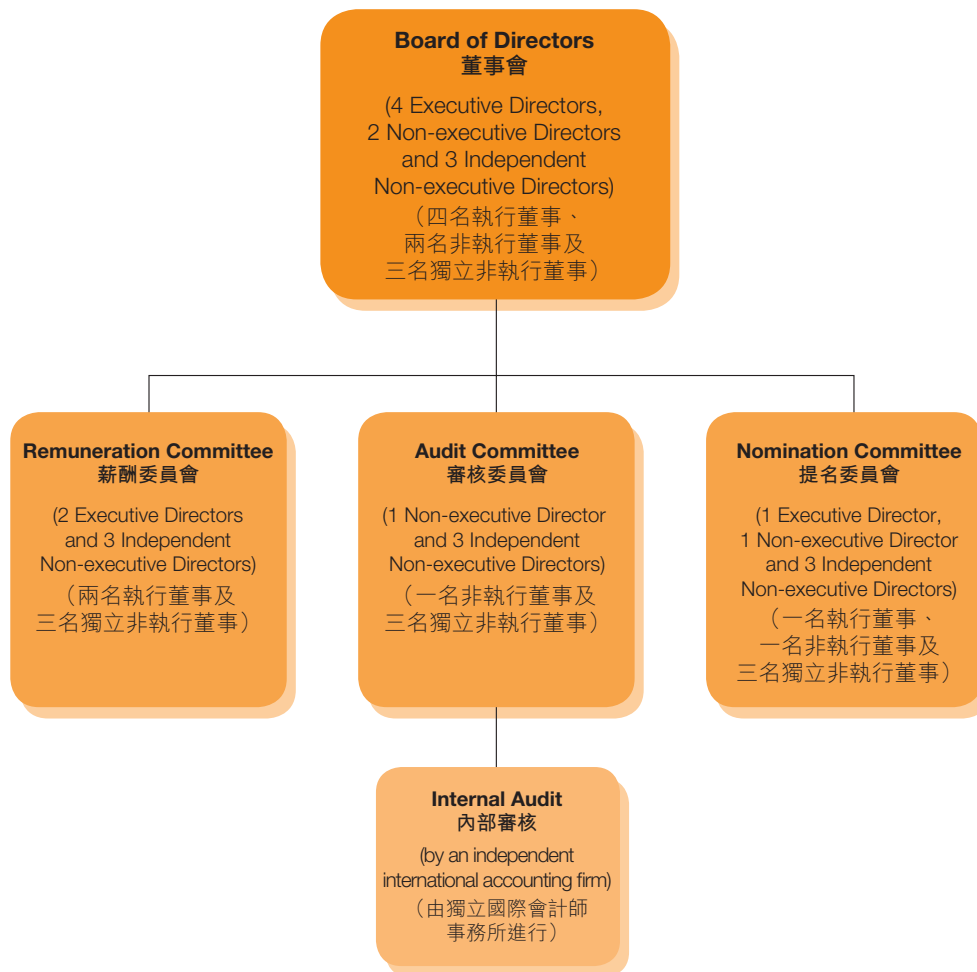 Board of Directors
董事會
(4 Executive Directors,
2 Non-executive Directors
and 3 Independent
Non-executive Directors)
（四名執行董事、
兩名非執行董事及
三名獨立非執行董事）
Remuneration Committee
薪酬委員會
(2 Executive Directors
and 3 Independent
Non-executive Directors)
（兩名執行董事及
三名獨立非執行董事）
Audit Committee
審核委員會
(1 Non-executive Director
and 3 Independent
Non-executive Directors)
（一名非執行董事及
三名獨立非執行董事）
Nomination Committee
提名委員會
(1 Executive Director,
1 Non-executive Director
and 3 Independent
Non-executive Directors)
（一名執行董事、
一名非執行董事及
三名獨立非執行董事）
Internal Audit
內部審核
(by an independent
international accounting firm)
（由獨立國際會計師
事務所進行）